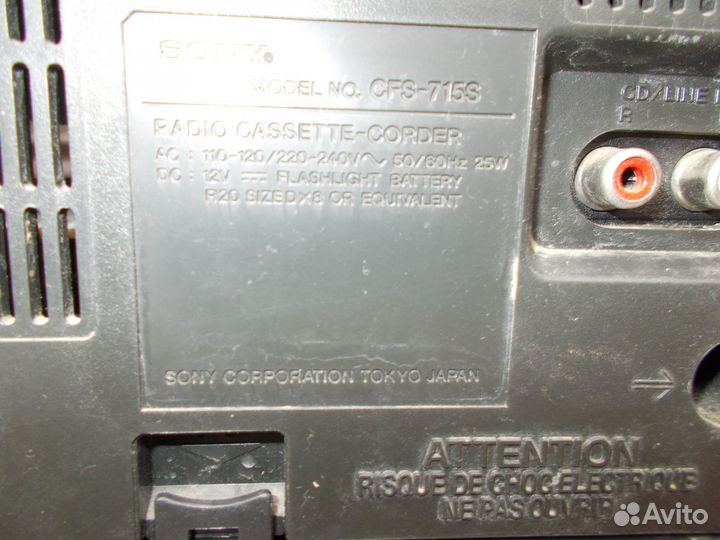 SONY
MODEL NO. CFS-715S
RADIO CASSETTE-CORDER
AC : 110-120/220-240V~ 50/60Hz 25W
DC : 12V ⎓ FLASHLIGHT BATTERY
R20 SIZE D×8 OR EQUIVALENT
SONY CORPORATION TOKYO JAPAN
CD/LINE
R
ATTENTION
RISQUE DE CHOC ELECTRIQUE
NE PAS OUVRIR
Avito